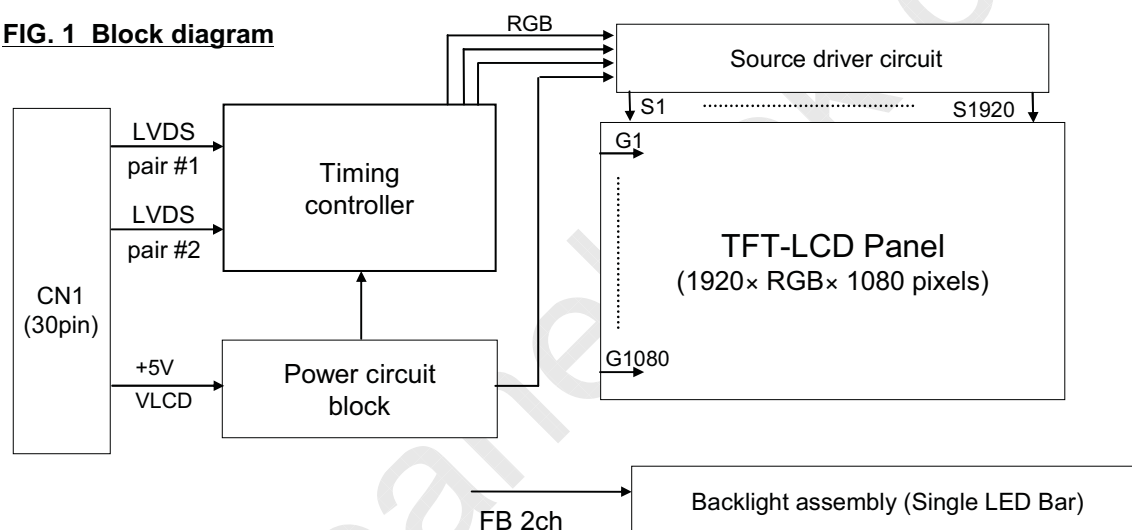 FIG. 1 Block diagram
RGB
Source driver circuit
S1
S1920
CN1
(30pin)
LVDS
pair #1
LVDS
pair #2
Timing
controller
G1
TFT-LCD Panel
(1920× RGB× 1080 pixels)
G1080
+5V
VLCD
Power circuit
block
FB 2ch
Backlight assembly (Single LED Bar)